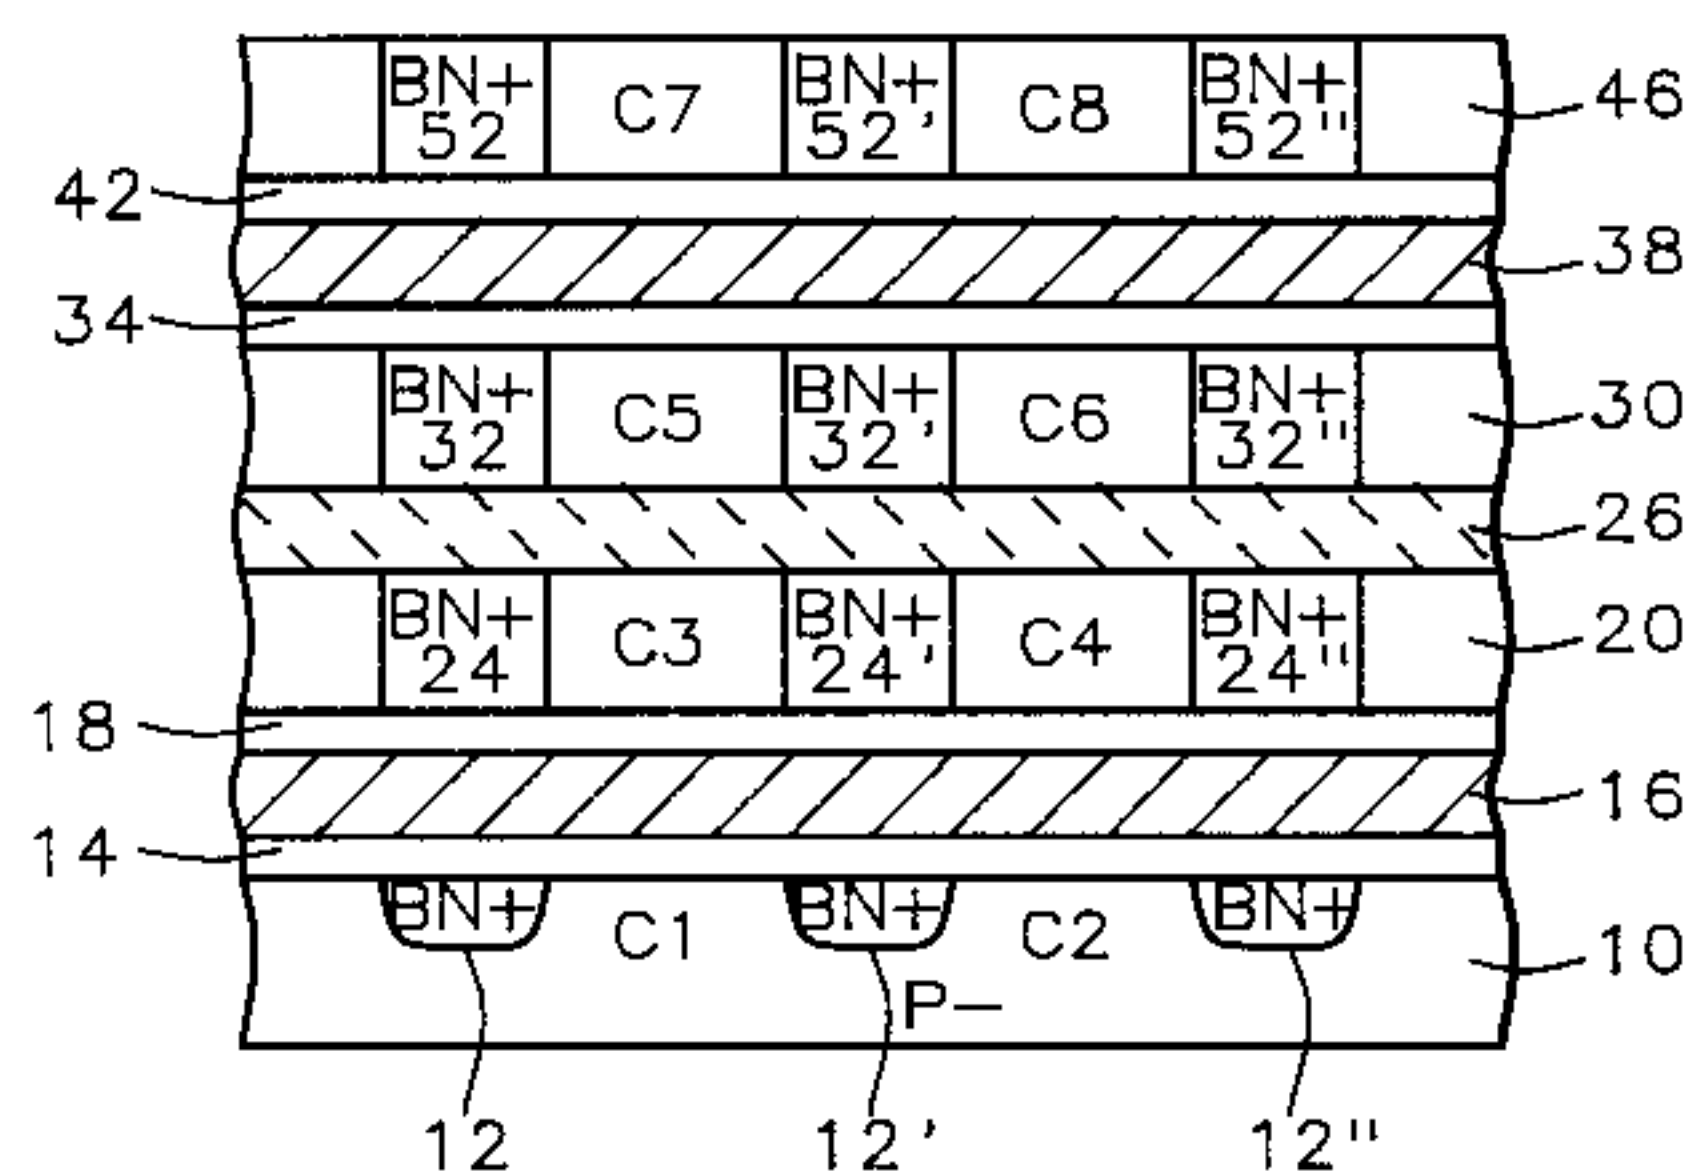 BN+ C7 BN+ C8 BN+ 46
52 52' 52"
42
38
34
BN+ C5 BN+ C6 BN+ 30
32 32' 32"
26
BN+ C3 BN+ C4 BN+ 20
24 24' 24"
18
16
14
BN+ C1 BN+ C2 BN+ 10
P-
12 12' 12"